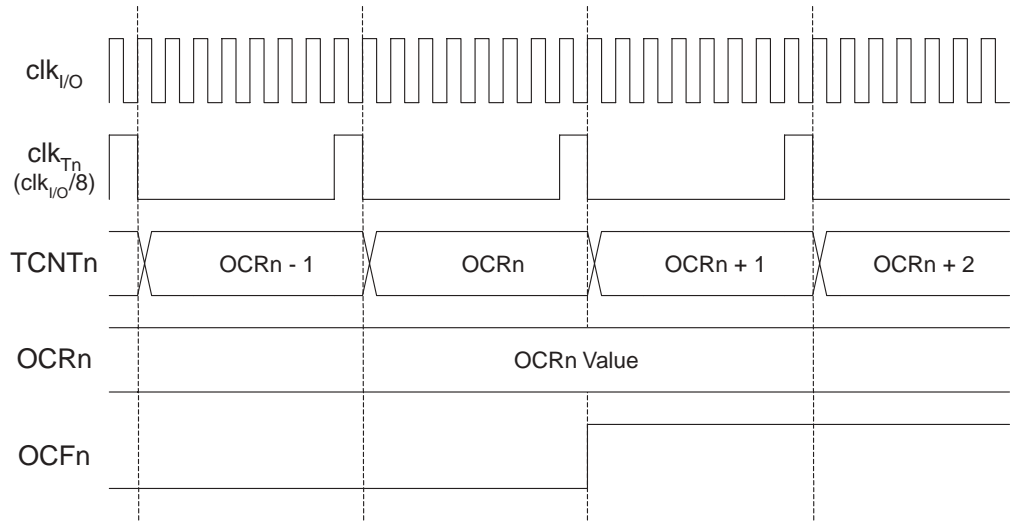 clkI/O
clkTn
(clkI/O/8)
TCNTn OCRn - 1 OCRn OCRn + 1 OCRn + 2
OCRn OCRn Value
OCFn